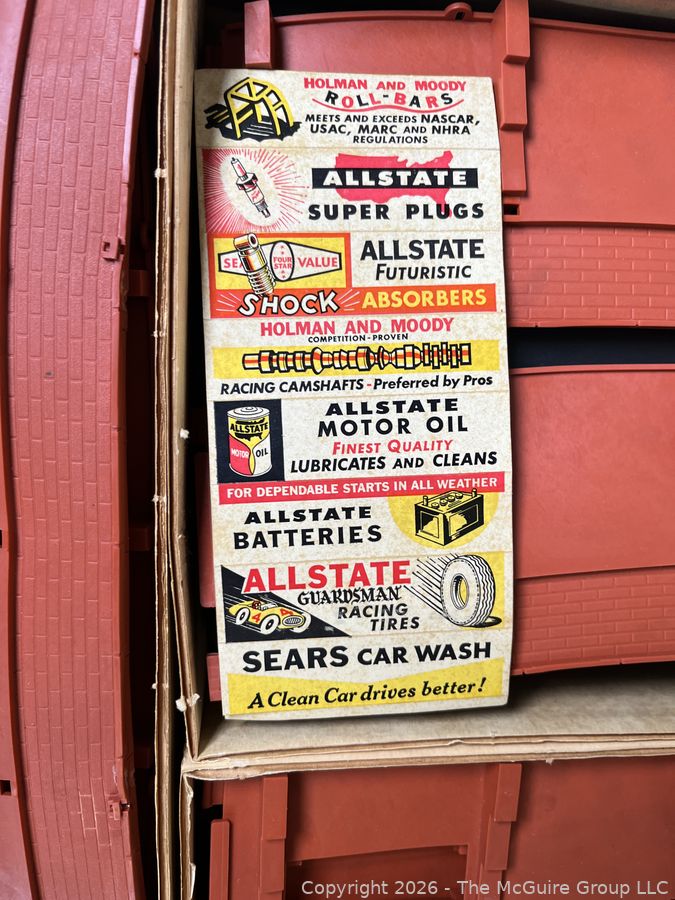 HOLMAN AND MOODY
ROLL-BARS
MEETS AND EXCEEDS NASCAR,
USAC, MARC AND NHRA
REGULATIONS
ALLSTATE
SUPER PLUGS
SEA FOUR STAR VALUE
ALLSTATE
FUTURISTIC
SHOCK ABSORBERS
HOLMAN AND MOODY
COMPETITION-PROVEN
RACING CAMSHAFTS - Preferred by Pros
ALLSTATE
MOTOR OIL
ALLSTATE
MOTOR OIL
FINEST QUALITY
LUBRICATES AND CLEANS
FOR DEPENDABLE STARTS IN ALL WEATHER
ALLSTATE
BATTERIES
ALLSTATE
GUARDSMAN
RACING
TIRES
4 4
SEARS CAR WASH
A Clean Car drives better!
Copyright 2026 - The McGuire Group LLC